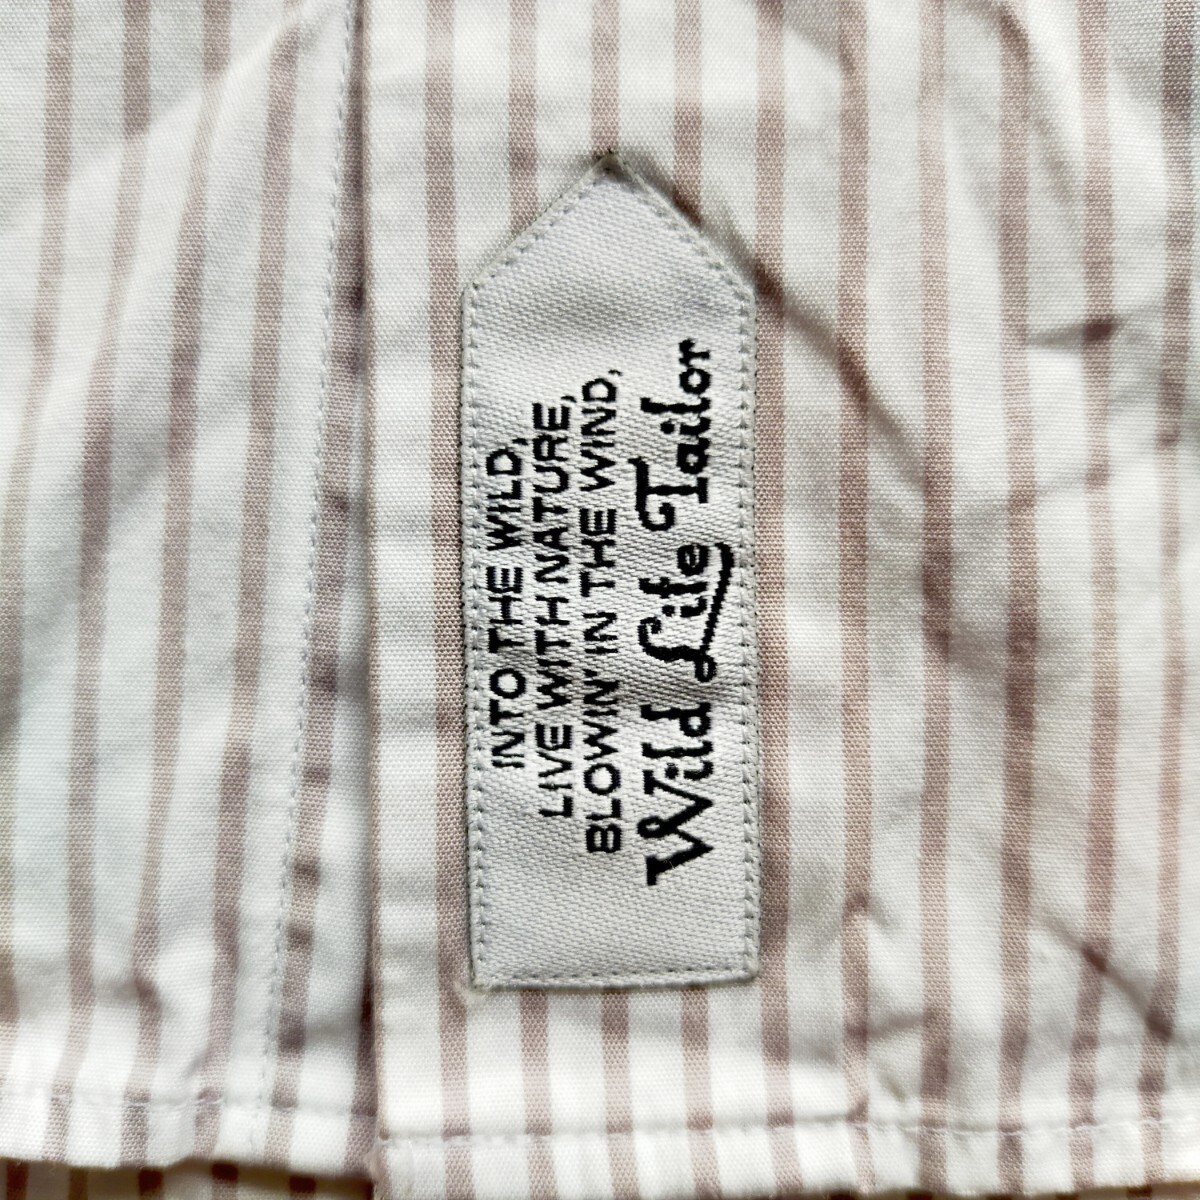 INTO THE WILD,
LIVE WITH NATURE,
BLOWIN' IN THE WIND,
Wild Life Tailor